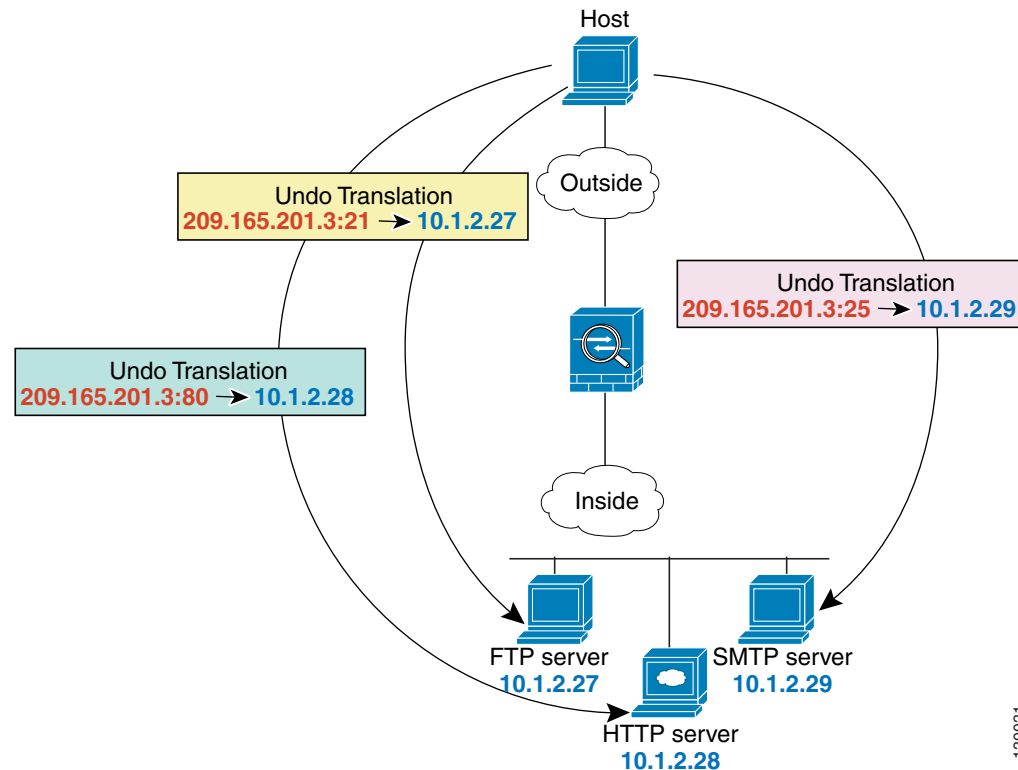 Host
Outside
Undo Translation
209.165.201.3:21 10.1.2.27
Undo Translation
209.165.201.3:25 10.1.2.29
Undo Translation
209.165.201.3:80 10.1.2.28
Inside
FTP server
10.1.2.27
SMTP server
10.1.2.29
HTTP server
10.1.2.28